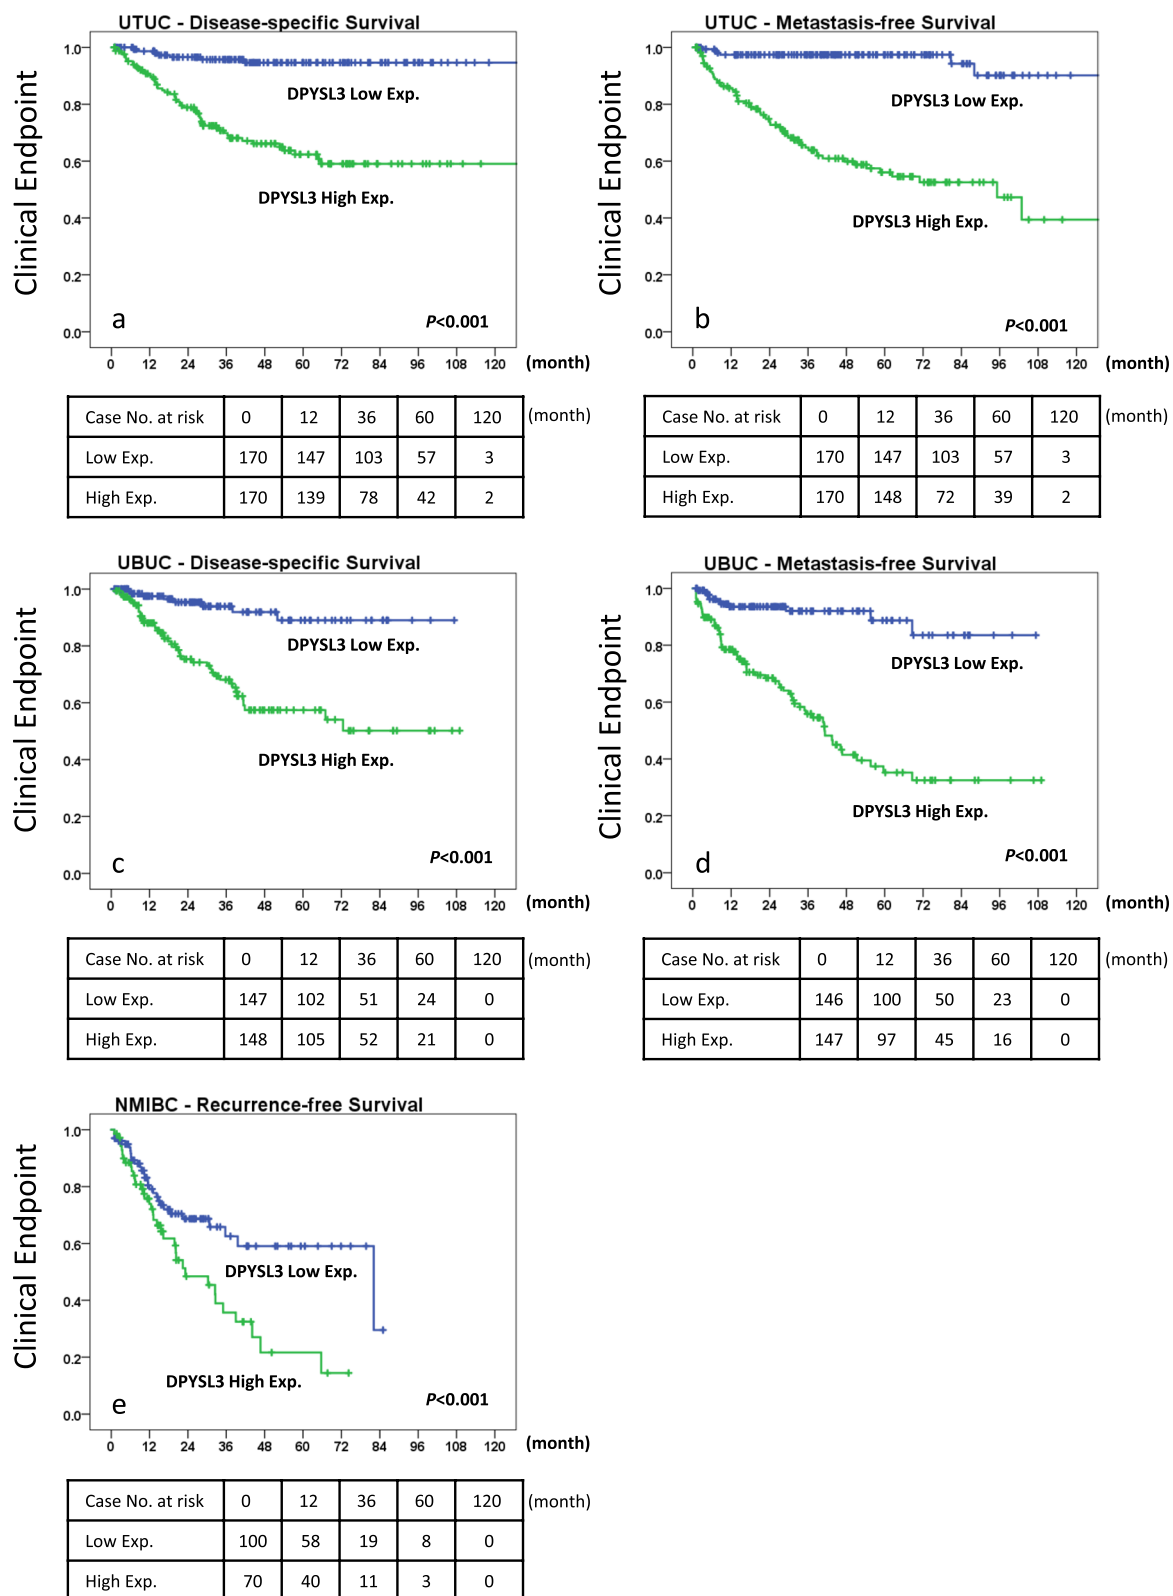 UTUC - Disease-specific Survival
Clinical Endpoint
1.0
0.8
0.6
0.4
0.2
0.0
DPYSL3 Low Exp.
DPYSL3 High Exp.
a
P<0.001
0 12 24 36 48 60 72 84 96 108 120 (month)
Case No. at risk 0 12 36 60 120 (month)
Low Exp. 170 147 103 57 3
High Exp. 170 139 78 42 2
UTUC - Metastasis-free Survival
Clinical Endpoint
1.0
0.8
0.6
0.4
0.2
0.0
DPYSL3 Low Exp.
DPYSL3 High Exp.
b
P<0.001
0 12 24 36 48 60 72 84 96 108 120 (month)
Case No. at risk 0 12 36 60 120 (month)
Low Exp. 170 147 103 57 3
High Exp. 170 148 72 39 2
UBUC - Disease-specific Survival
Clinical Endpoint
1.0
0.8
0.6
0.4
0.2
0.0
DPYSL3 Low Exp.
DPYSL3 High Exp.
c
P<0.001
0 12 24 36 48 60 72 84 96 108 120 (month)
Case No. at risk 0 12 36 60 120 (month)
Low Exp. 147 102 51 24 0
High Exp. 148 105 52 21 0
UBUC - Metastasis-free Survival
Clinical Endpoint
1.0
0.8
0.6
0.4
0.2
0.0
DPYSL3 Low Exp.
DPYSL3 High Exp.
d
P<0.001
0 12 24 36 48 60 72 84 96 108 120 (month)
Case No. at risk 0 12 36 60 120 (month)
Low Exp. 146 100 50 23 0
High Exp. 147 97 45 16 0
NMIBC - Recurrence-free Survival
Clinical Endpoint
1.0
0.8
0.6
0.4
0.2
0.0
DPYSL3 Low Exp.
DPYSL3 High Exp.
e
P<0.001
0 12 24 36 48 60 72 84 96 108 120 (month)
Case No. at risk 0 12 36 60 120 (month)
Low Exp. 100 58 19 8 0
High Exp. 70 40 11 3 0